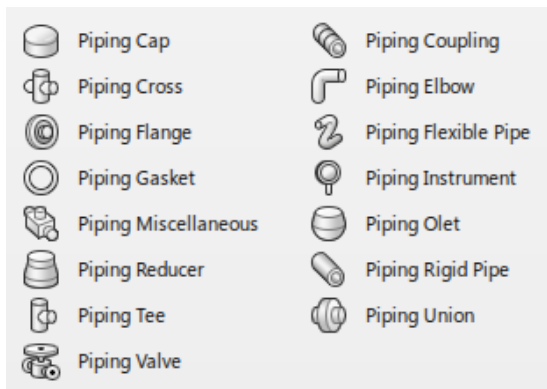 Piping Cap
Piping Coupling
Piping Cross
Piping Elbow
Piping Flange
Piping Flexible Pipe
Piping Gasket
Piping Instrument
Piping Miscellaneous
Piping Olet
Piping Reducer
Piping Rigid Pipe
Piping Tee
Piping Union
Piping Valve